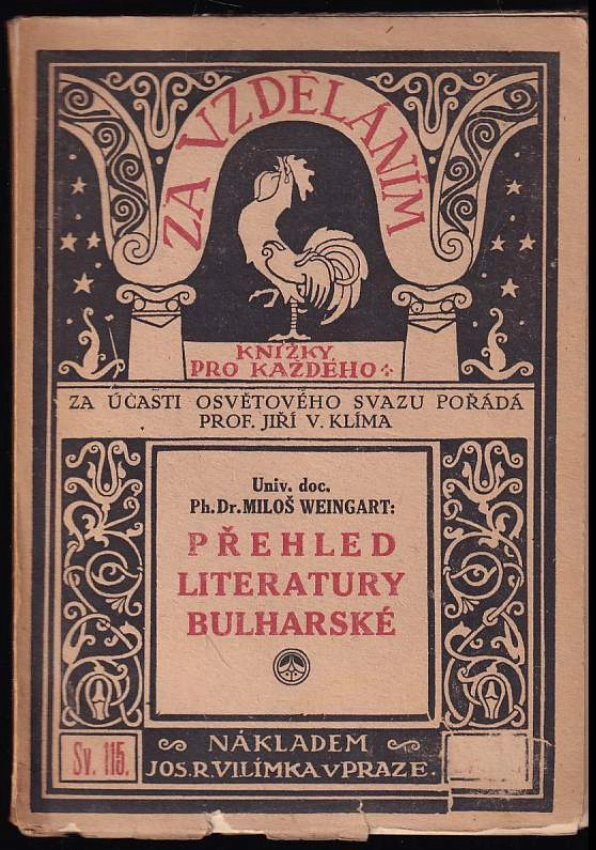 ZA VZDĚLÁNÍM
KNÍŽKY
PRO KAŽDÉHO
ZA ÚČASTI OSVĚTOVÉHO SVAZU POŘÁDÁ
PROF. JIŘÍ V. KLÍMA
Univ. doc.
Ph.Dr. MILOŠ WEINGART:
PŘEHLED
LITERATURY
BULHARSKÉ
NÁKLADEM
Sv. 115.
JOS. R. VILÍMKA V PRAZE.